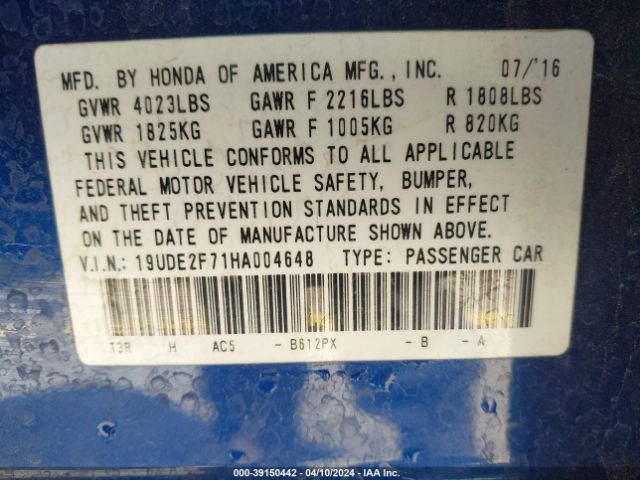 MFD. BY HONDA OF AMERICA MFG., INC. 07/'16
GVWR 4023LBS GAWR F 2216LBS R 1808LBS
GVWR 1825KG GAWR F 1005KG R 820KG
THIS VEHICLE CONFORMS TO ALL APPLICABLE
FEDERAL MOTOR VEHICLE SAFETY, BUMPER,
AND THEFT PREVENTION STANDARDS IN EFFECT
ON THE DATE OF MANUFACTURE SHOWN ABOVE.
V.I.N.: 19UDE2F71HA004648 TYPE: PASSENGER CAR
T3R H AC5 - B612PX - B - A
000-39150442 - 04/10/2024 - IAA Inc.